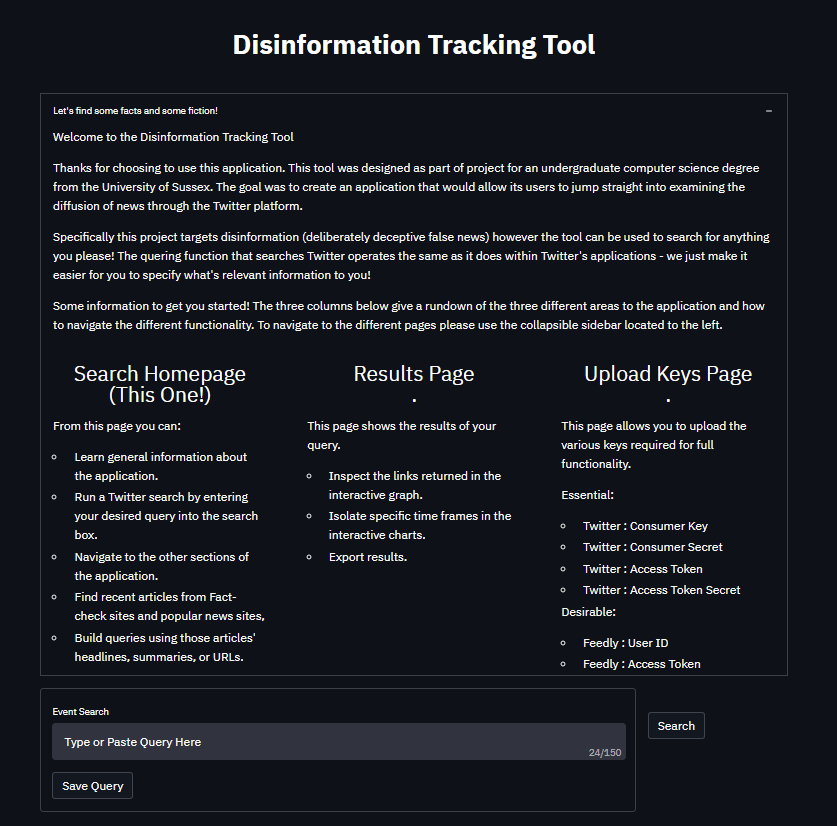 Disinformation Tracking Tool
Let's find some facts and some fiction!
Welcome to the Disinformation Tracking Tool
Thanks for choosing to use this application. This tool was designed as part of project for an undergraduate computer science degree
from the University of Sussex. The goal was to create an application that would allow its users to jump straight into examining the
diffusion of news through the Twitter platform.
Specifically this project targets disinformation (deliberately deceptive false news) however the tool can be used to search for anything
you please! The quering function that searches Twitter operates the same as it does within Twitter's applications - we just make it
easier for you to specify what's relevant information to you!
Some information to get you started! The three columns below give a rundown of the three different areas to the application and how
to navigate the different functionality. To navigate to the different pages please use the collapsible sidebar located to the left.
Search Homepage
(This One!)
From this page you can:
Learn general information about
the application.
Run a Twitter search by entering
your desired query into the search
box.
Navigate to the other sections of
the application.
Find recent articles from Fact-
check sites and popular news sites,
Build queries using those articles'
headlines, summaries, or URLs.
Results Page
.
This page shows the results of your
query.
Inspect the links returned in the
interactive graph.
Isolate specific time frames in the
interactive charts.
Export results.
Upload Keys Page
.
This page allows you to upload the
various keys required for full
functionality.
Essential:
Twitter : Consumer Key
Twitter : Consumer Secret
Twitter : Access Token
Twitter : Access Token Secret
Desirable:
Feedly : User ID
Feedly : Access Token
Event Search
Type or Paste Query Here
24/150
Search
Save Query